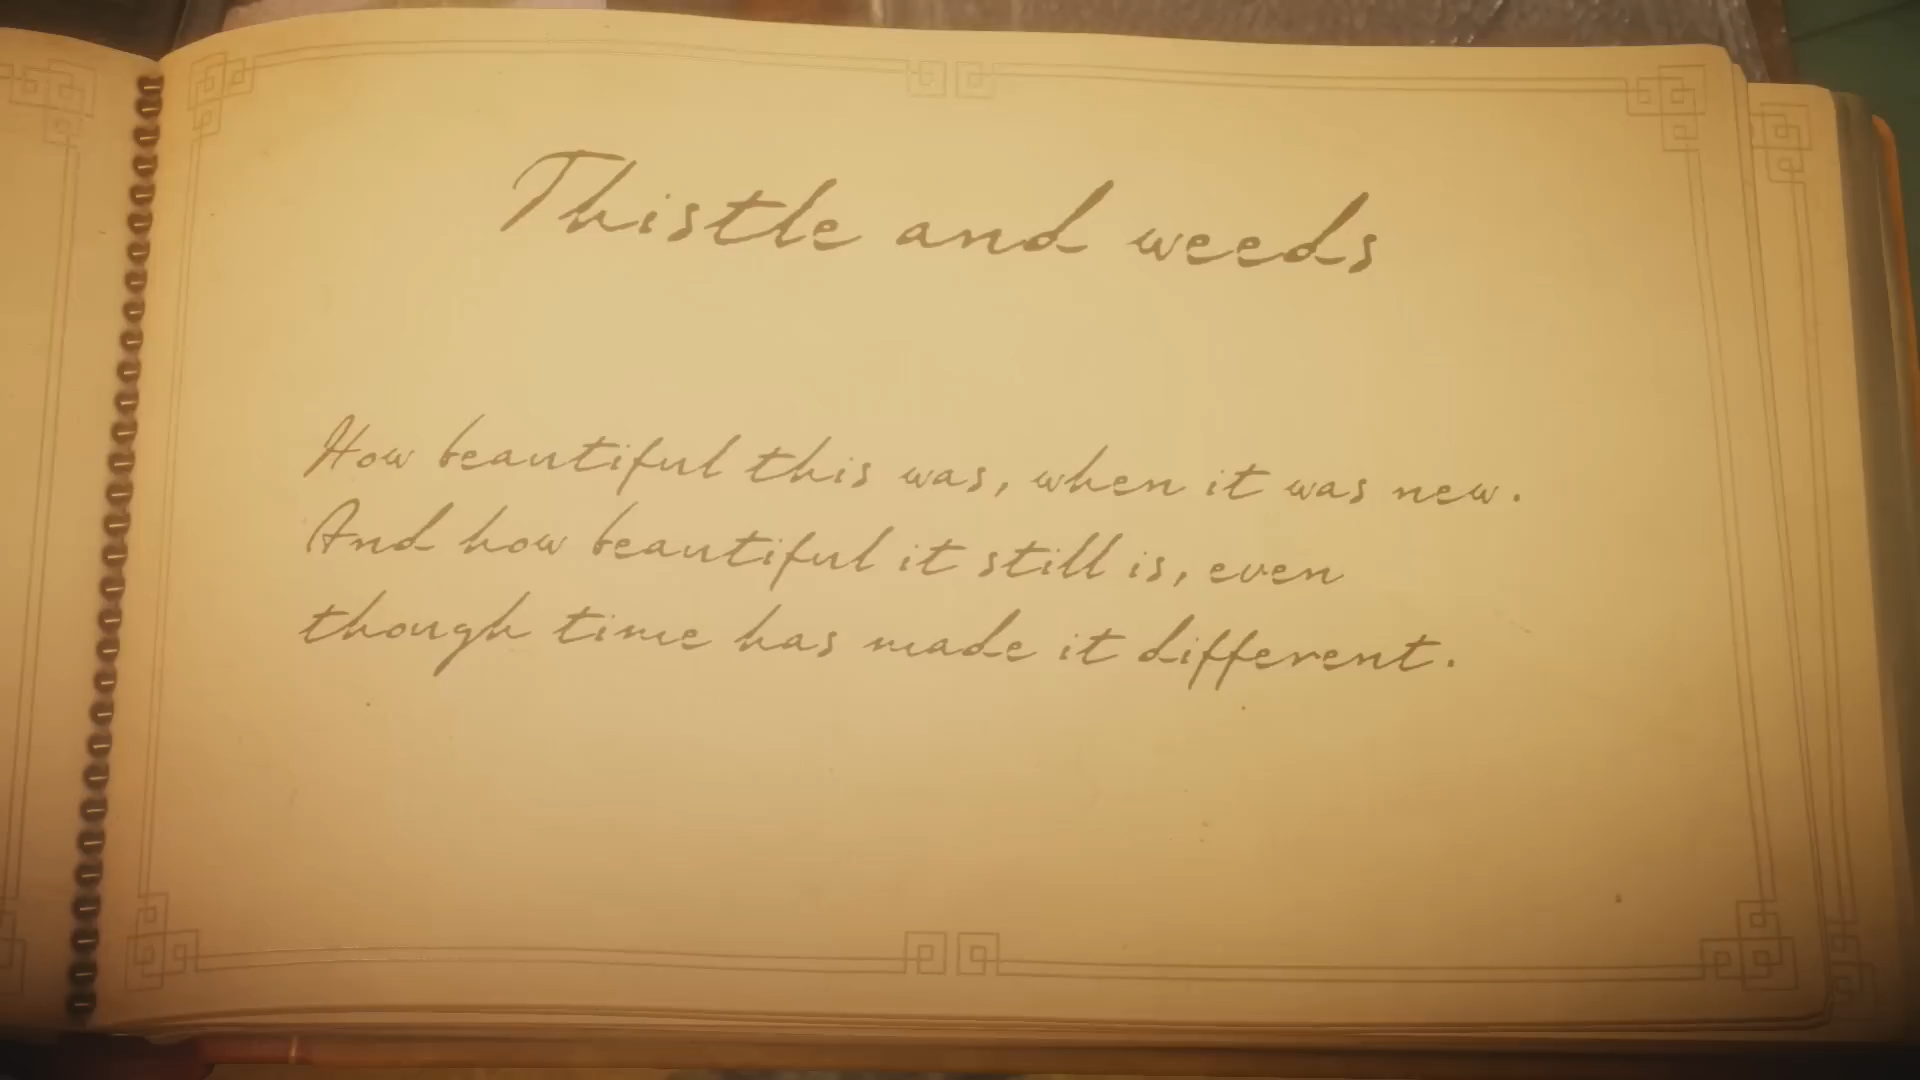 Thistle and weeds
How beautiful this was, when it was new.
And how beautiful it still is, even
though time has made it different.